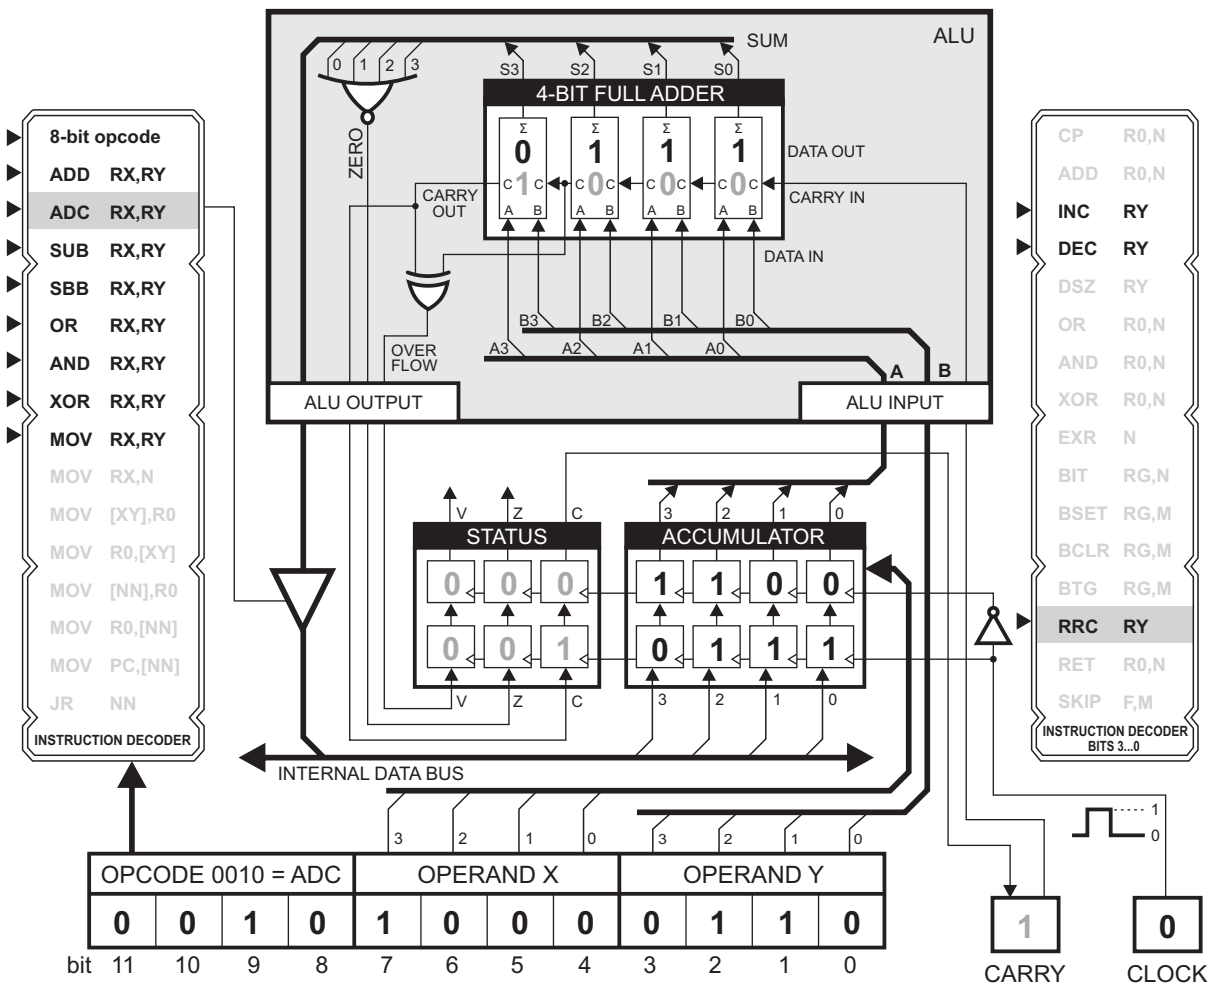 ALU
SUM
0 1 2 3
S3 S2 S1 S0
4-BIT FULL ADDER
Σ Σ Σ Σ
0 1 1 1
DATA OUT
C 1 C C 0 C C 0 C C 0 C
CARRY IN
CARRY
OUT
A B A B A B A B
DATA IN
ZERO
B3 B2 B1 B0
A3 A2 A1 A0
OVER
FLOW
A B
ALU OUTPUT
ALU INPUT
8-bit opcode
ADD RX,RY
ADC RX,RY
SUB RX,RY
SBB RX,RY
OR RX,RY
AND RX,RY
XOR RX,RY
MOV RX,RY
MOV RX,N
MOV [XY],R0
MOV R0,[XY]
MOV [NN],R0
MOV R0,[NN]
MOV PC,[NN]
JR NN
INSTRUCTION DECODER
CP R0,N
ADD R0,N
INC RY
DEC RY
DSZ RY
OR R0,N
AND R0,N
XOR R0,N
EXR N
BIT RG,N
BSET RG,M
BCLR RG,M
BTG RG,M
RRC RY
RET R0,N
SKIP F,M
INSTRUCTION DECODER
BITS 3...0
V Z C
STATUS
0 0 0
0 0 1
V Z C
3 2 1 0
ACCUMULATOR
1 1 0 0
0 1 1 1
3 2 1 0
INTERNAL DATA BUS
3 2 1 0
3 2 1 0
OPCODE 0010 = ADC OPERAND X OPERAND Y
0 0 1 0 1 0 0 0 0 1 1 0
bit 11 10 9 8 7 6 5 4 3 2 1 0
1
0
1
CARRY
0
CLOCK